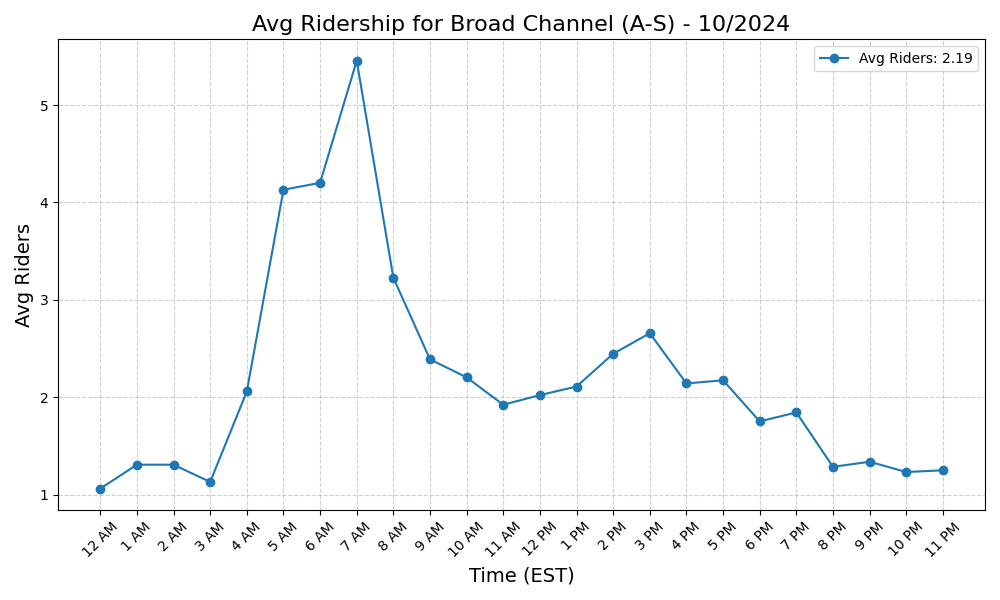 Avg Ridership for Broad Channel (A-S) - 10/2024
Avg Riders: 2.19
Avg Riders
5
4
3
2
1
12 AM
1 AM
2 AM
3 AM
4 AM
5 AM
6 AM
7 AM
8 AM
9 AM
10 AM
11 AM
12 PM
1 PM
2 PM
3 PM
4 PM
5 PM
6 PM
7 PM
8 PM
9 PM
10 PM
11 PM
Time (EST)